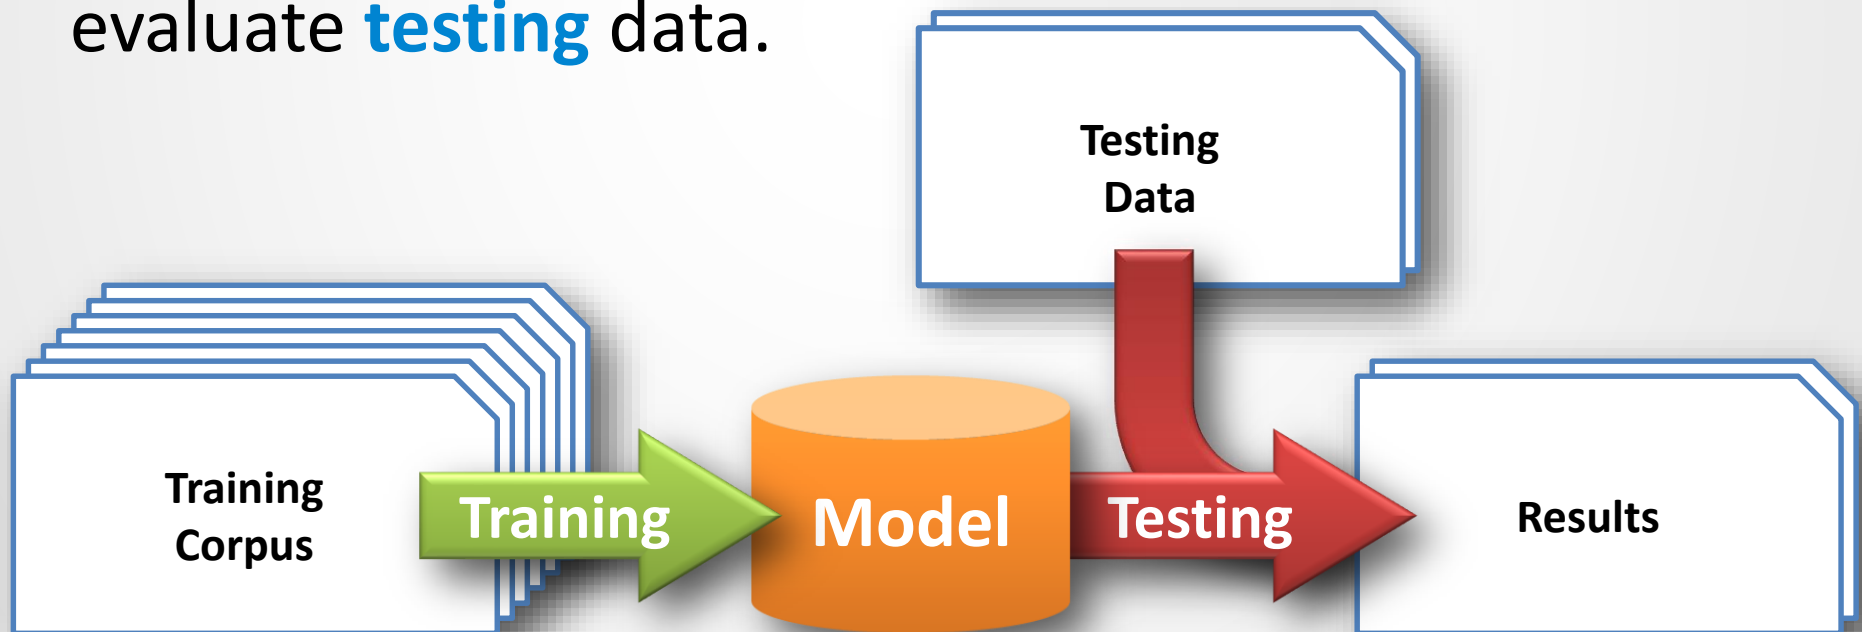 evaluate testing data.
Testing
Data
Training
Corpus
Training
Model
Testing
Results